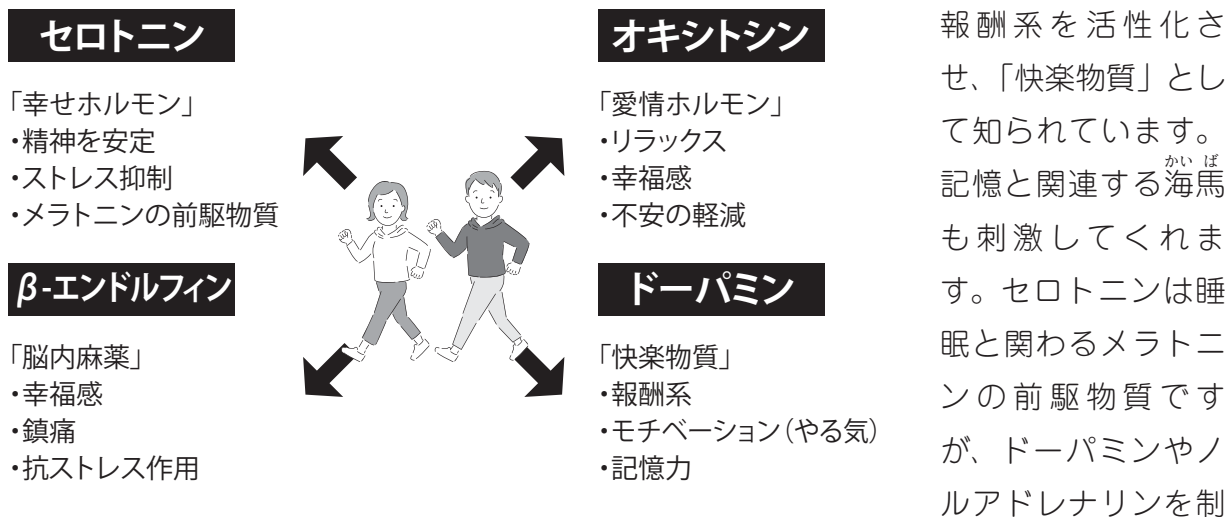 セロトニン
「幸せホルモン」
・精神を安定
・ストレス抑制
・メラトニンの前駆物質
オキシトシン
「愛情ホルモン」
・リラックス
・幸福感
・不安の軽減
β-エンドルフィン
「脳内麻薬」
・幸福感
・鎮痛
・抗ストレス作用
ドーパミン
「快楽物質」
・報酬系
・モチベーション(やる気)
・記憶力
報酬系を活性化さ
せ、「快楽物質」とし
て知られています。
かいば
記憶と関連する海馬
も刺激してくれま
す。セロトニンは睡
眠と関わるメラトニ
ンの前駆物質です
が、ドーパミンやノ
ルアドレナリンを制